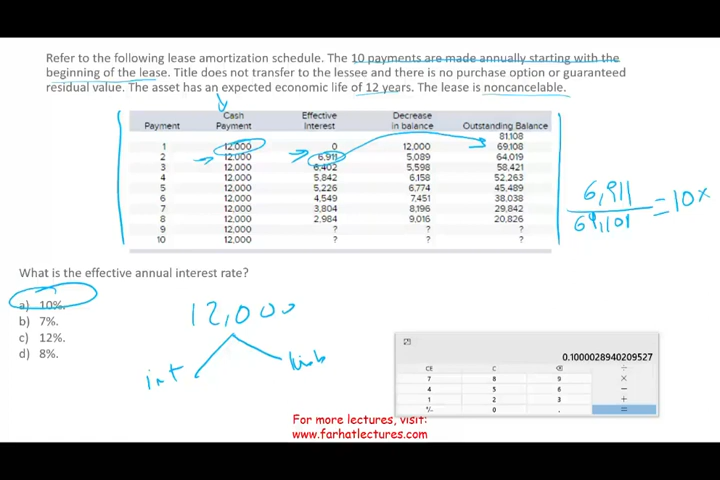 Refer to the following lease amortization schedule. The 10 payments are made annually starting with the
beginning of the lease. Title does not transfer to the lessee and there is no purchase option or guaranteed
residual value. The asset has an expected economic life of 12 years. The lease is noncancelable.
Payment Cash Payment Effective Interest Decrease in balance Outstanding Balance
81,108
1 12,000 0 12,000 69,108
2 12,000 6,911 5,089 64,019
3 12,000 6,402 5,598 58,421
4 12,000 5,842 6,158 52,263
5 12,000 5,226 6,774 45,489
6 12,000 4,549 7,451 38,038
7 12,000 3,804 8,196 29,842
8 12,000 2,984 9,016 20,826
9 12,000 ? ? ?
10 12,000 ? ? ?
6,911
69,101 = 10%
What is the effective annual interest rate?
a) 10%.
b) 7%.
c) 12%.
d) 8%.
12,000
int
0.1000028940209527
CE C ÷
7 8 9 ×
4 5 6 −
1 2 3 +
+/- 0 . =
For more lectures, visit:
www.farhatlectures.com